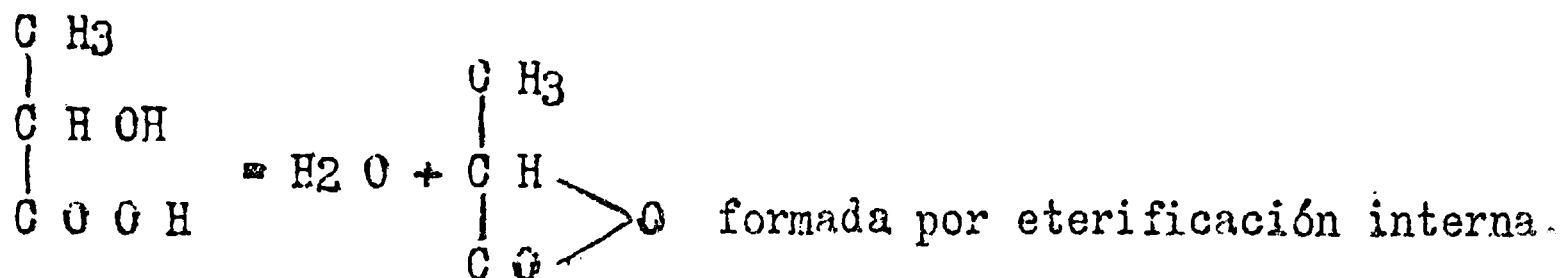 C H3
C H OH
C O O H
= H2 O +
C H3
C H
C O
O formada por eterificación interna.